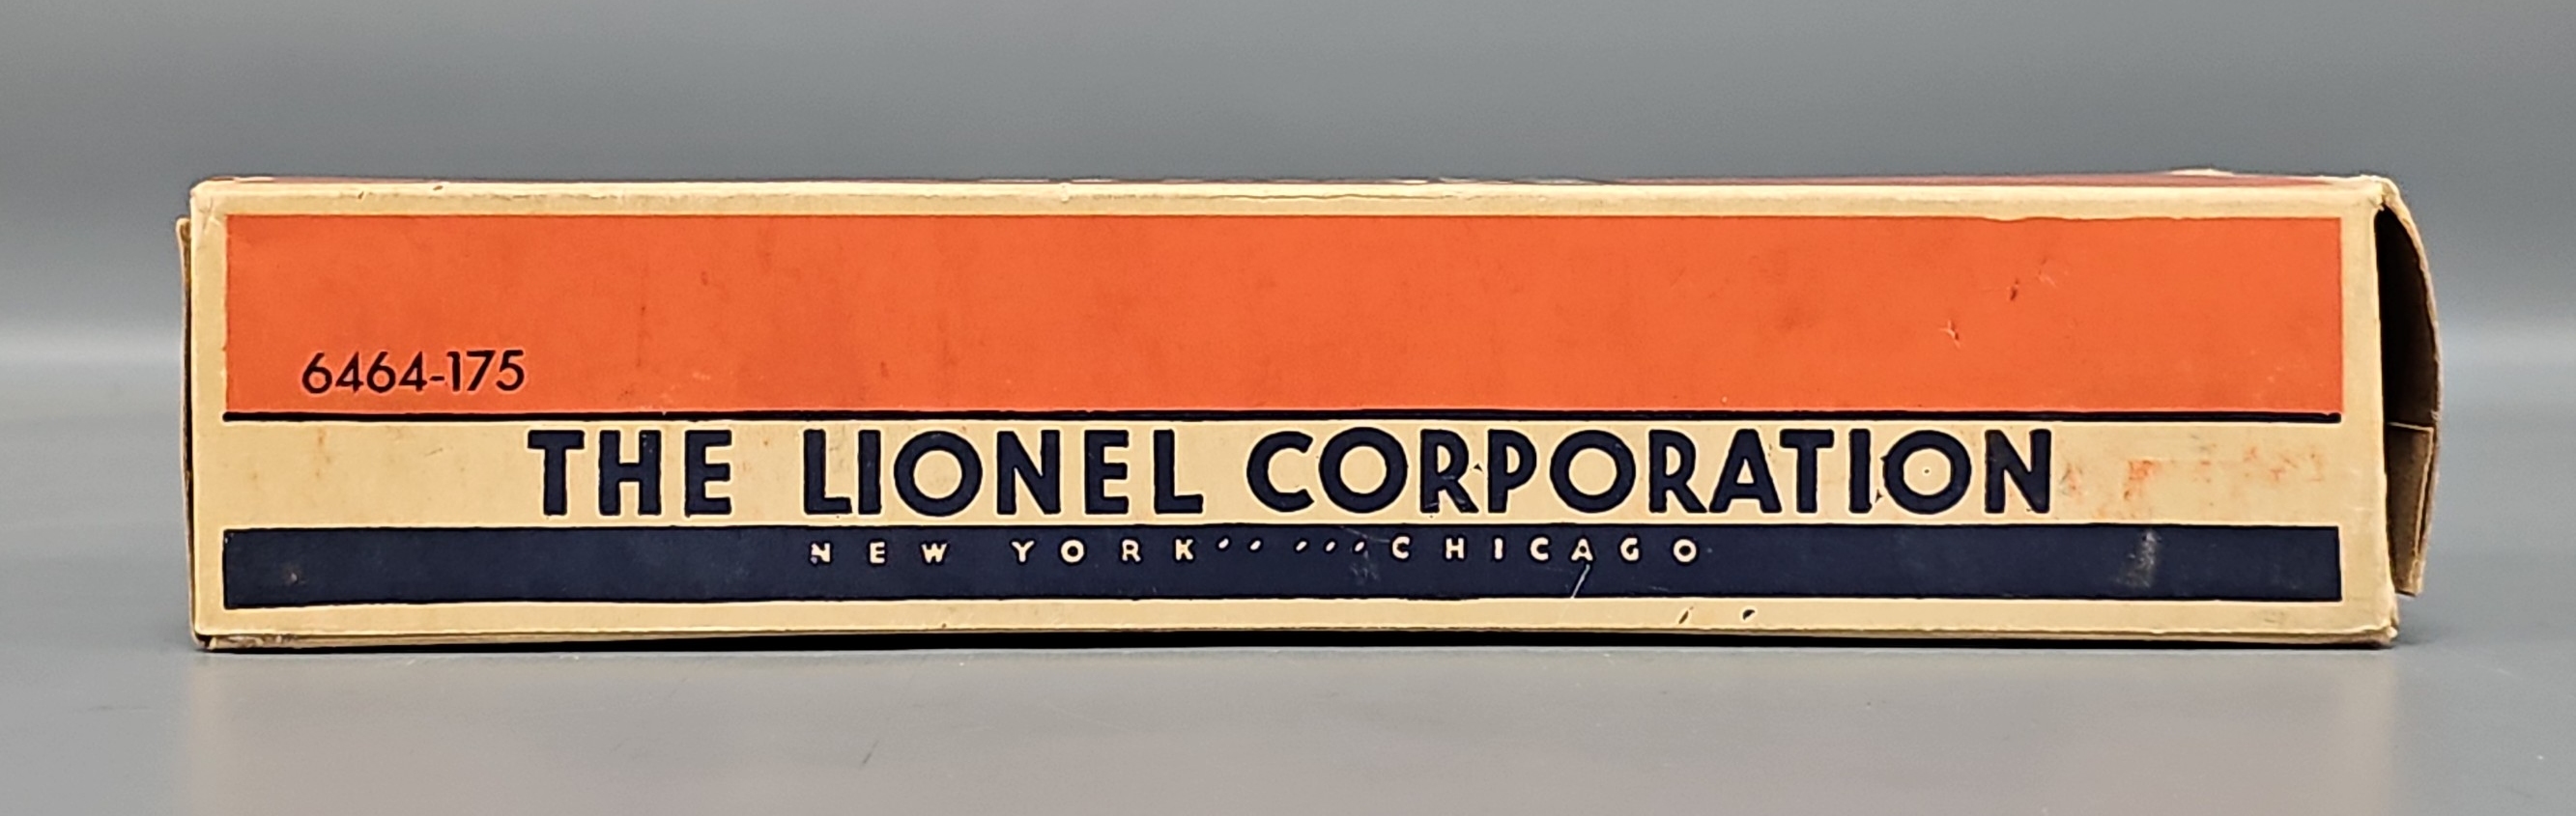 6464-175
THE LIONEL CORPORATION
NEW YORK·· ···CHICAGO